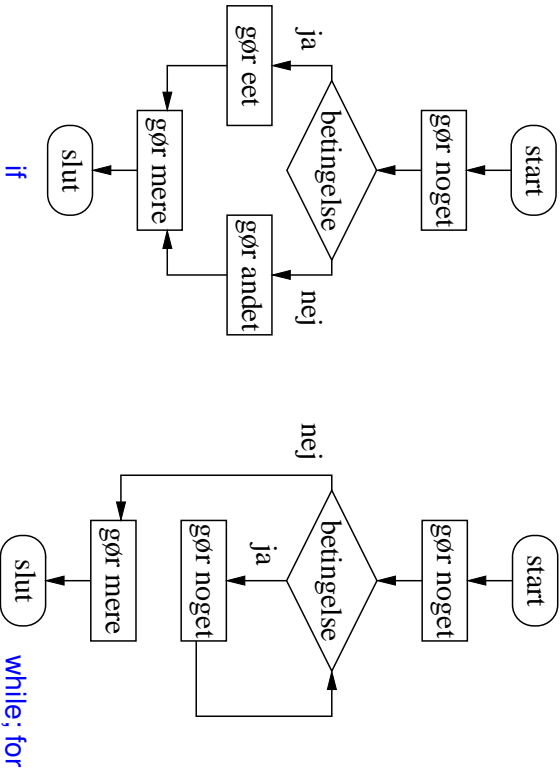 start
gør noget
betingelse
ja
nej
gør eet
gør andet
gør mere
slut
if
start
gør noget
betingelse
nej
ja
gør noget
gør mere
slut
while; for